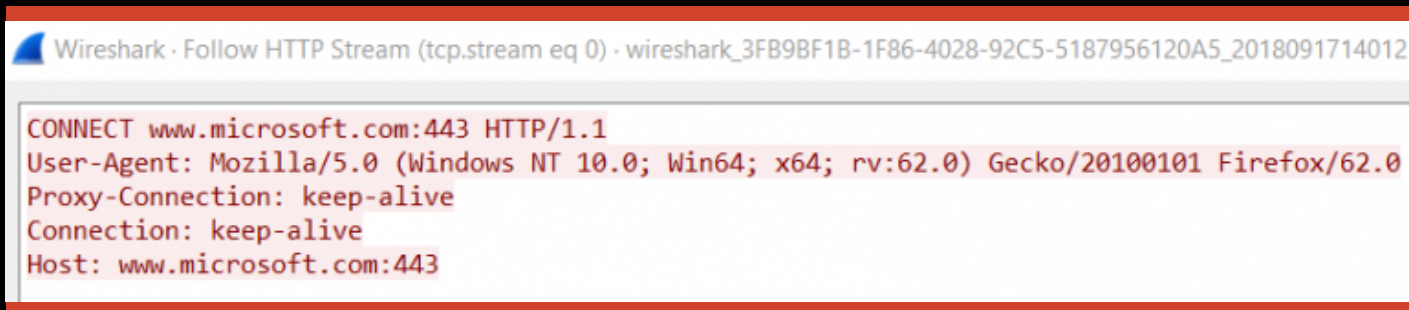 Wireshark · Follow HTTP Stream (tcp.stream eq 0) · wireshark_3FB9BF1B-1F86-4028-92C5-5187956120A5_2018091714012
CONNECT www.microsoft.com:443 HTTP/1.1
User-Agent: Mozilla/5.0 (Windows NT 10.0; Win64; x64; rv:62.0) Gecko/20100101 Firefox/62.0
Proxy-Connection: keep-alive
Connection: keep-alive
Host: www.microsoft.com:443